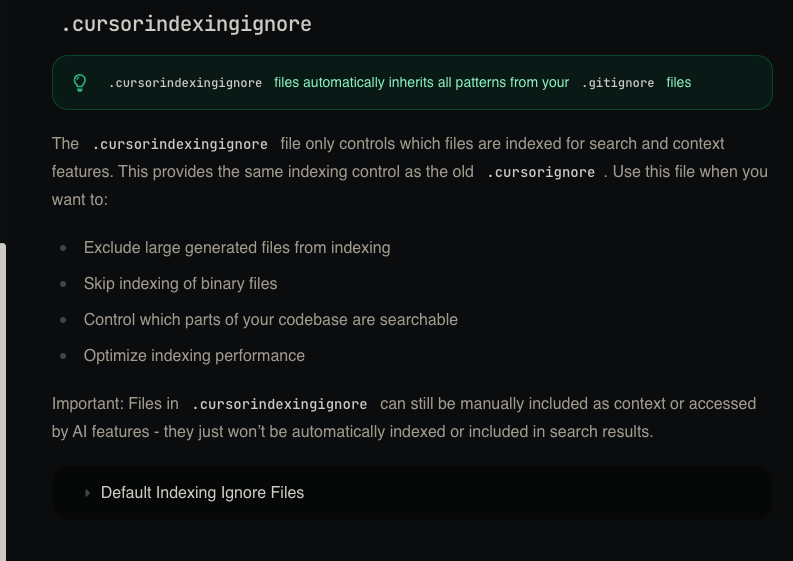 .cursorindexingignore
.cursorindexingignore files automatically inherits all patterns from your .gitignore files
The .cursorindexingignore file only controls which files are indexed for search and context
features. This provides the same indexing control as the old .cursorignore . Use this file when you
want to:
Exclude large generated files from indexing
Skip indexing of binary files
Control which parts of your codebase are searchable
Optimize indexing performance
Important: Files in .cursorindexingignore can still be manually included as context or accessed
by AI features - they just won’t be automatically indexed or included in search results.
Default Indexing Ignore Files